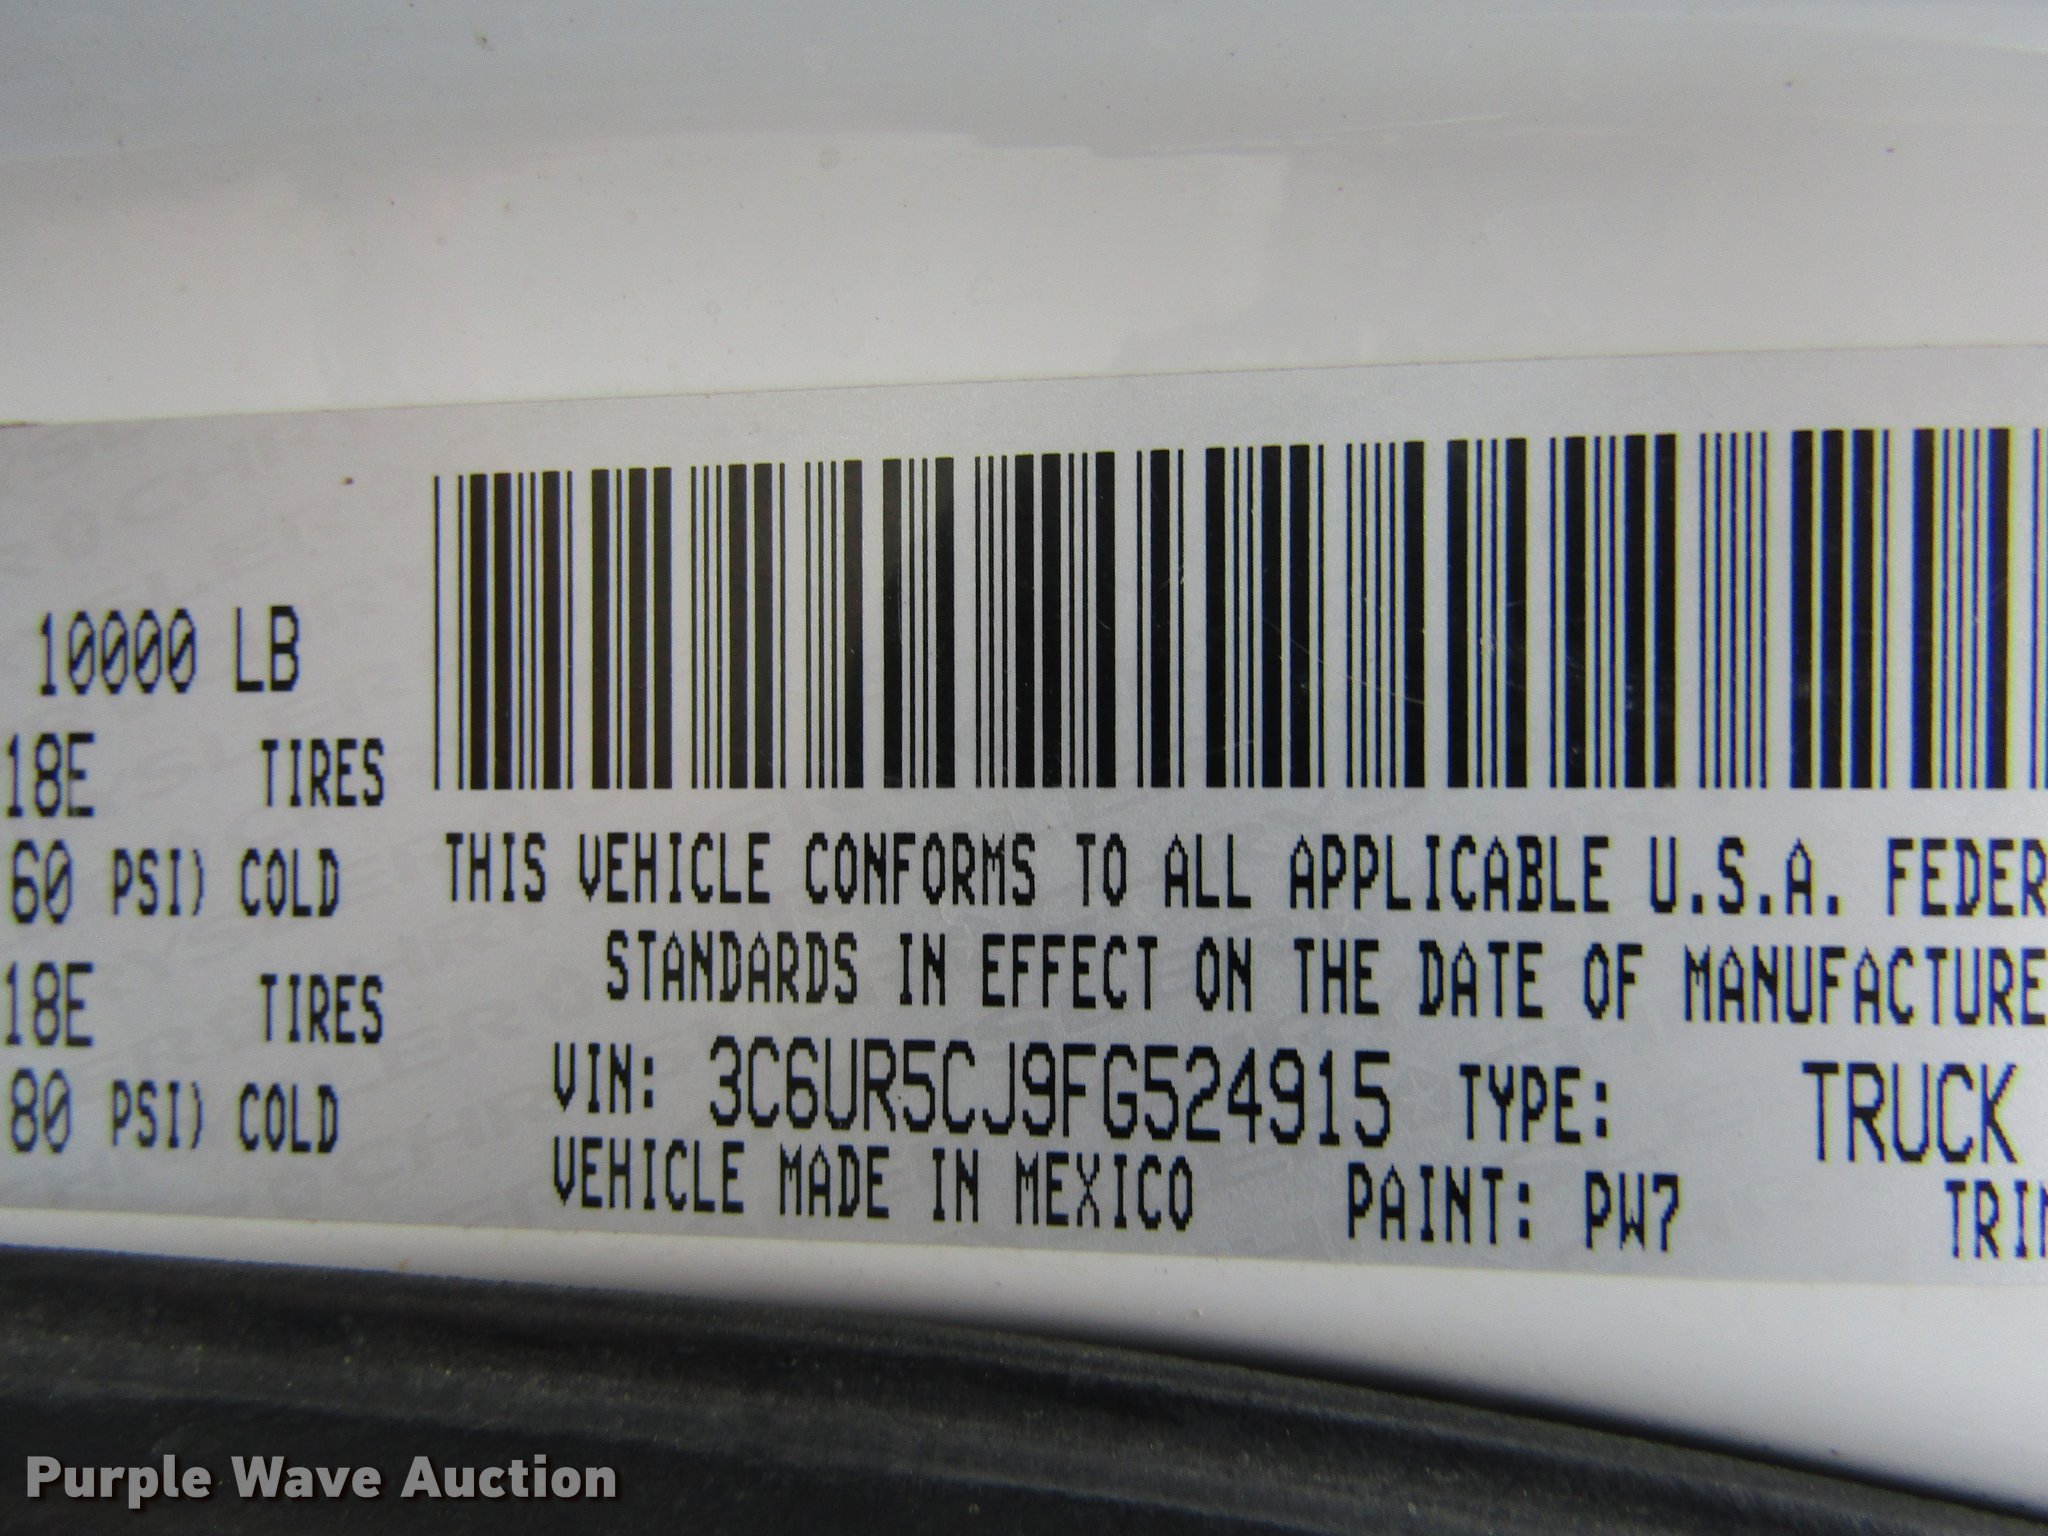 10000 LB
18E TIRES
60 PSI) COLD
18E TIRES
80 PSI) COLD
THIS VEHICLE CONFORMS TO ALL APPLICABLE U.S.A. FEDER
STANDARDS IN EFFECT ON THE DATE OF MANUFACTURE
VIN: 3C6UR5CJ9FG524915 TYPE: TRUCK
VEHICLE MADE IN MEXICO PAINT: PW7 TRIM
Purple Wave Auction